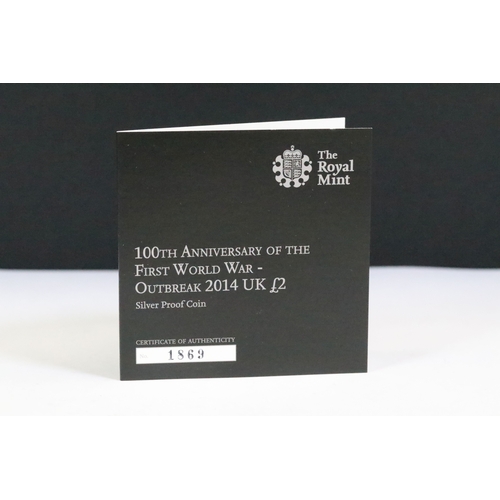 The
Royal
Mint
100TH ANNIVERSARY OF THE
FIRST WORLD WAR -
OUTBREAK 2014 UK £2
Silver Proof Coin
CERTIFICATE OF AUTHENTICITY
No. 1869